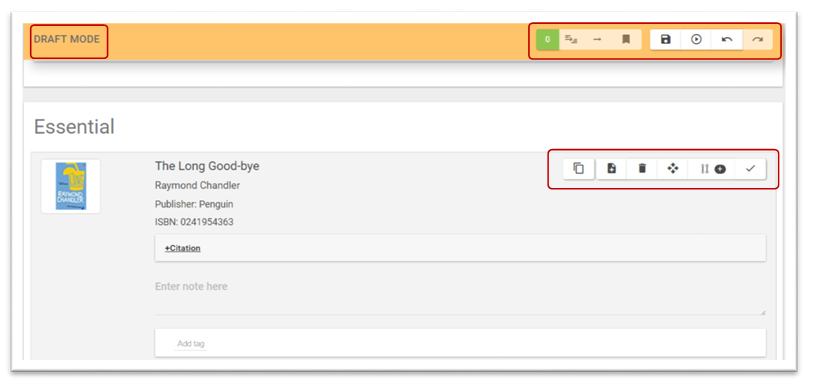 DRAFT MODE
0
Essential
The Long Good-bye
Raymond Chandler
Publisher: Penguin
ISBN: 0241954363
RAYMOND
CHANDLER
+Citation
Enter note here
Add tag